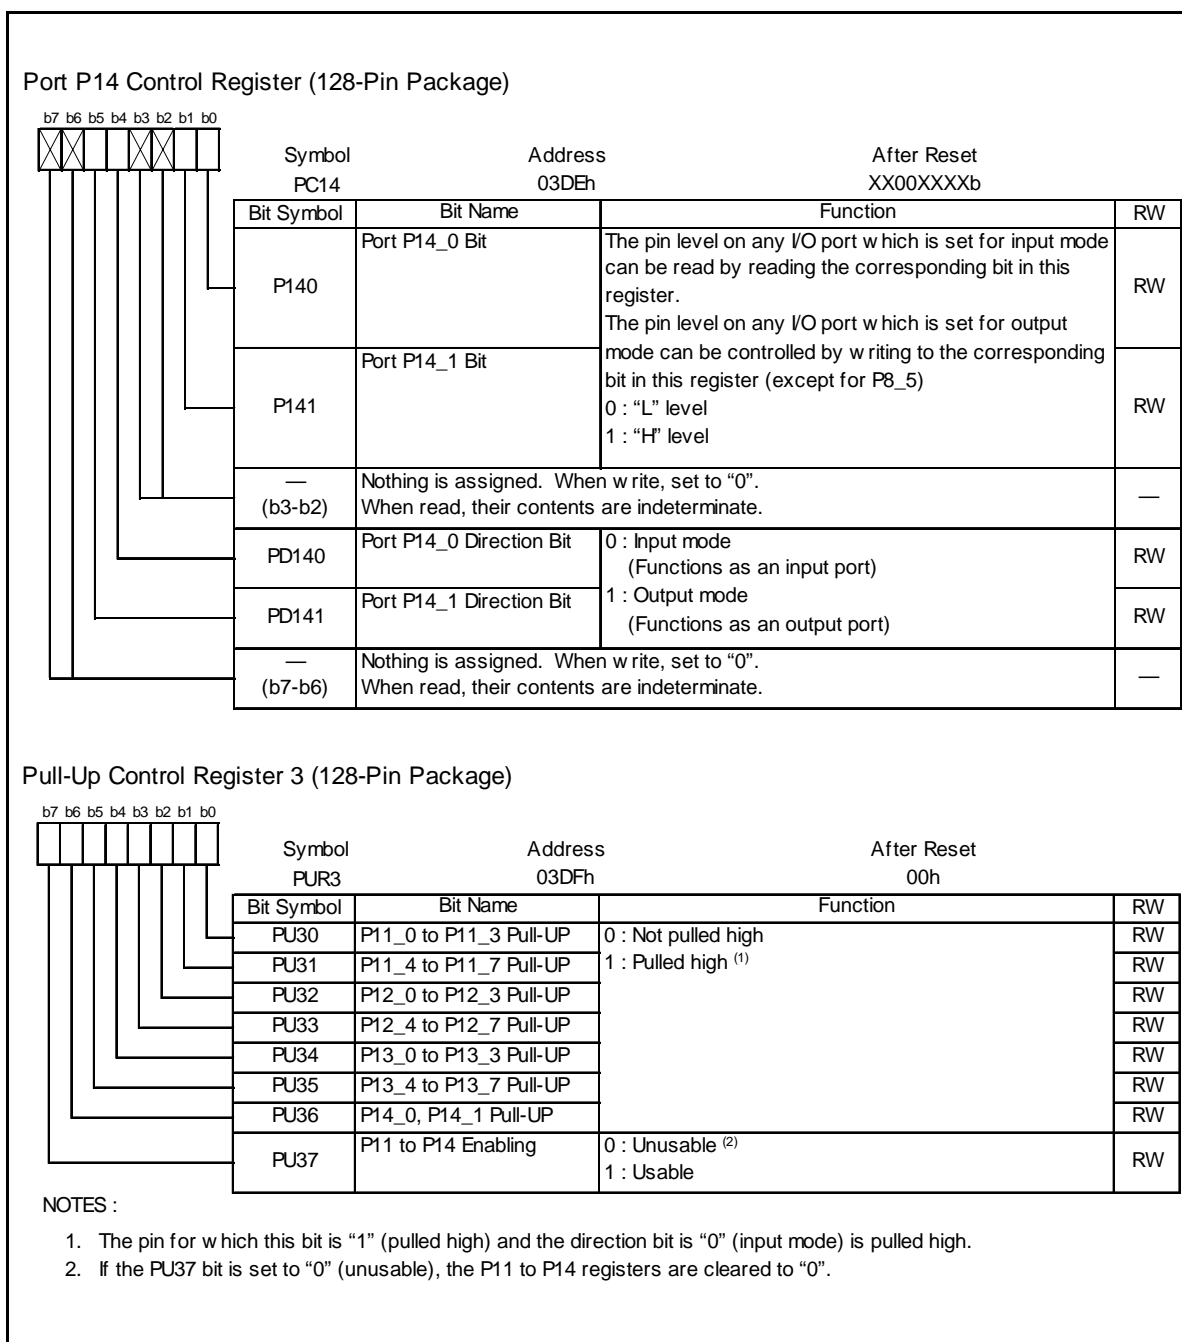 Port P14 Control Register (128-Pin Package)
b7 b6 b5 b4 b3 b2 b1 b0
Symbol Address After Reset
PC14 03DEh XX00XXXXb
Bit Symbol Bit Name Function RW
P140 Port P14_0 Bit The pin level on any I/O port which is set for input mode RW
can be read by reading the corresponding bit in this
register.
The pin level on any I/O port which is set for output
P141 Port P14_1 Bit mode can be controlled by writing to the corresponding RW
bit in this register (except for P8_5)
0 : “L” level
1 : “H” level
— Nothing is assigned. When write, set to “0”. —
(b3-b2) When read, their contents are indeterminate.
PD140 Port P14_0 Direction Bit 0 : Input mode RW
(Functions as an input port)
PD141 Port P14_1 Direction Bit 1 : Output mode RW
(Functions as an output port)
— Nothing is assigned. When write, set to “0”. —
(b7-b6) When read, their contents are indeterminate.
Pull-Up Control Register 3 (128-Pin Package)
b7 b6 b5 b4 b3 b2 b1 b0
Symbol Address After Reset
PUR3 03DFh 00h
Bit Symbol Bit Name Function RW
PU30 P11_0 to P11_3 Pull-UP 0 : Not pulled high RW
PU31 P11_4 to P11_7 Pull-UP 1 : Pulled high (1) RW
PU32 P12_0 to P12_3 Pull-UP RW
PU33 P12_4 to P12_7 Pull-UP RW
PU34 P13_0 to P13_3 Pull-UP RW
PU35 P13_4 to P13_7 Pull-UP RW
PU36 P14_0, P14_1 Pull-UP RW
PU37 P11 to P14 Enabling 0 : Unusable (2) RW
1 : Usable
NOTES :
1. The pin for which this bit is “1” (pulled high) and the direction bit is “0” (input mode) is pulled high.
2. If the PU37 bit is set to “0” (unusable), the P11 to P14 registers are cleared to “0”.